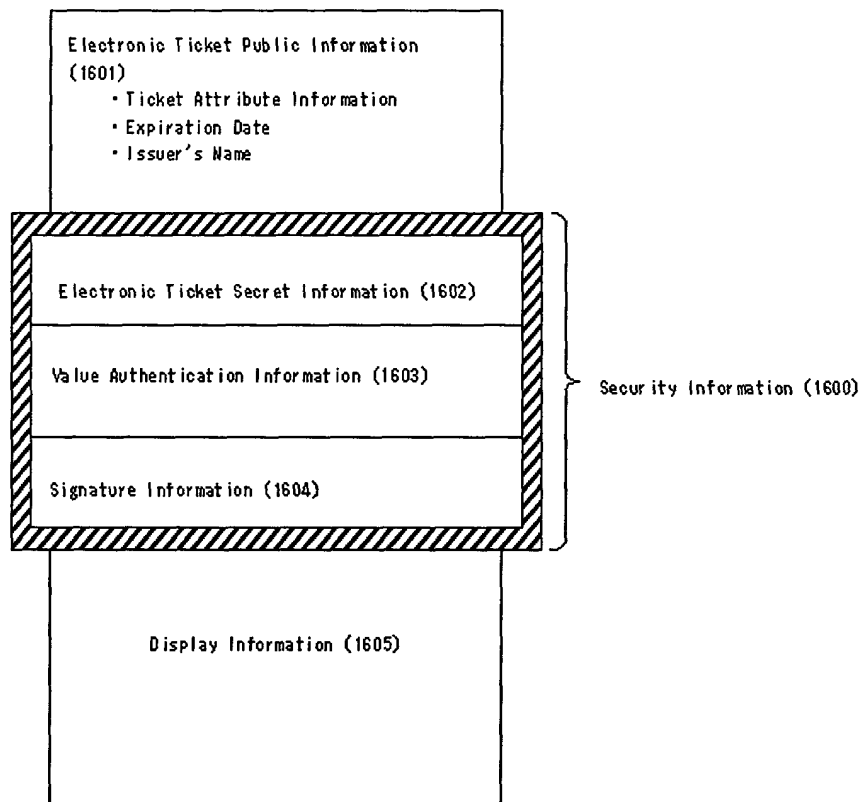 Electronic Ticket Public Information
(1601)
・Ticket Attribute Information
・Expiration Date
・Issuer's Name
Electronic Ticket Secret Information (1602)
Value Authentication Information (1603)
Security Information (1600)
Signature Information (1604)
Display Information (1605)